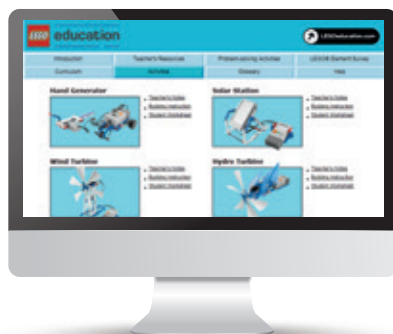 LEGO education
LEGOeducation.com
Introduction Teacher's Resources Problem-solving Activities LEGO® Element Survey
Curriculum Activities Glossary Help
Hand Generator
Teacher's Notes
Building Instruction
Student Worksheet
Solar Station
Teacher's Notes
Building Instruction
Student Worksheet
Wind Turbine
Teacher's Notes
Building Instruction
Student Worksheet
Hydro Turbine
Teacher's Notes
Building Instruction
Student Worksheet